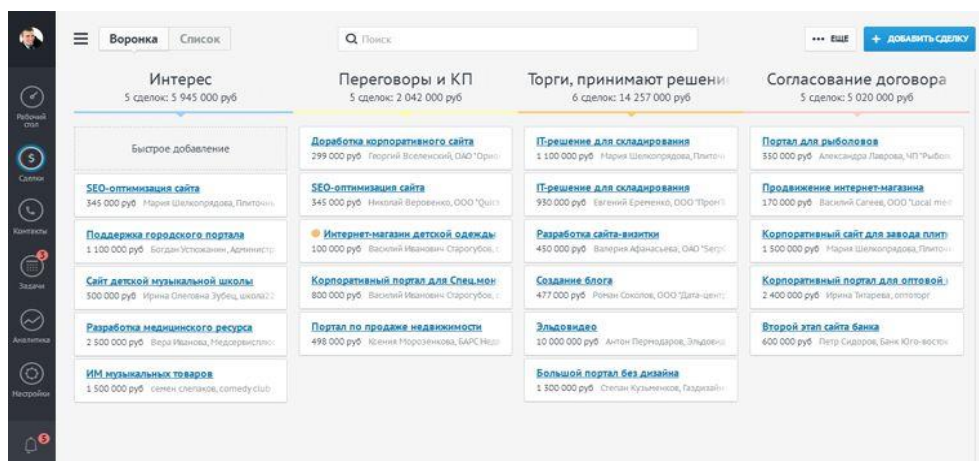 Воронка Список
Поиск
ЕЩЕ
+ ДОБАВИТЬ СДЕЛКУ
Рабочий
стол
Сделки
Контакты
5
Задачи
Аналитика
Настройки
5
Интерес
5 сделок: 5 945 000 руб
Быстрое добавление
SEO-оптимизация сайта
345 000 руб Мария Шелкопрядова, Плиточн
Поддержка городского портала
1 100 000 руб Богдан Устюжанин, Администр
Сайт детской музыкальной школы
500 000 руб Ирина Олеговна Зубец, школа22
Разработка медицинского ресурса
2 500 000 руб Вера Иванова, Медсервисплюс
ИМ музыкальных товаров
1 500 000 руб семен слепаков, comedy club
Переговоры и КП
5 сделок: 2 042 000 руб
Доработка корпоративного сайта
299 000 руб Георгий Вселенский, ОАО "Орио
SEO-оптимизация сайта
345 000 руб Николай Веровенко, ООО
Интернет-магазин детской одежды
100 000 руб Василий Иванович Старогубов,
Корпоративный портал для Спец.мон
800 000 руб Василий Иванович Старогубов,
Портал по продаже недвижимости
498 000 руб Ксения Морозенкова, БАРС
Торги, принимают решени
6 сделок: 14 257 000 руб
IT-решение для складирования
1 100 000 руб Мария Шелкопрядова, Плиточ
IT-решение для складирования
930 000 руб Евгений Еременко, ООО
Разработка сайта-визитки
450 000 руб Валерия Афанасьева, ОАО
Создание блога
477 000 руб Роман Соколов, ООО "Дата-цент
Эльдовидео
10 000 000 руб Антон Пермодаров, Эльдовид
Большой портал без дизайна
1 300 000 руб Степан Кузьменков, Газдизайн
Согласование договора
5 сделок: 5 020 000 руб
Портал для рыболовов
350 000 руб Александра Лаврова, ЧП "Рыбол
Продвижение интернет-магазина
170 000 руб Василий Сагеев, ООО "Local med
Корпоративный сайт для завода плит
1 500 000 руб Мария Шелкопрядова, Плиточ
Корпоративный портал для оптовой
2 400 000 руб Ирина Титарева, оптоторг
Второй этап сайта банка
600 000 руб Петр Сидоров, Банк Юго-восток